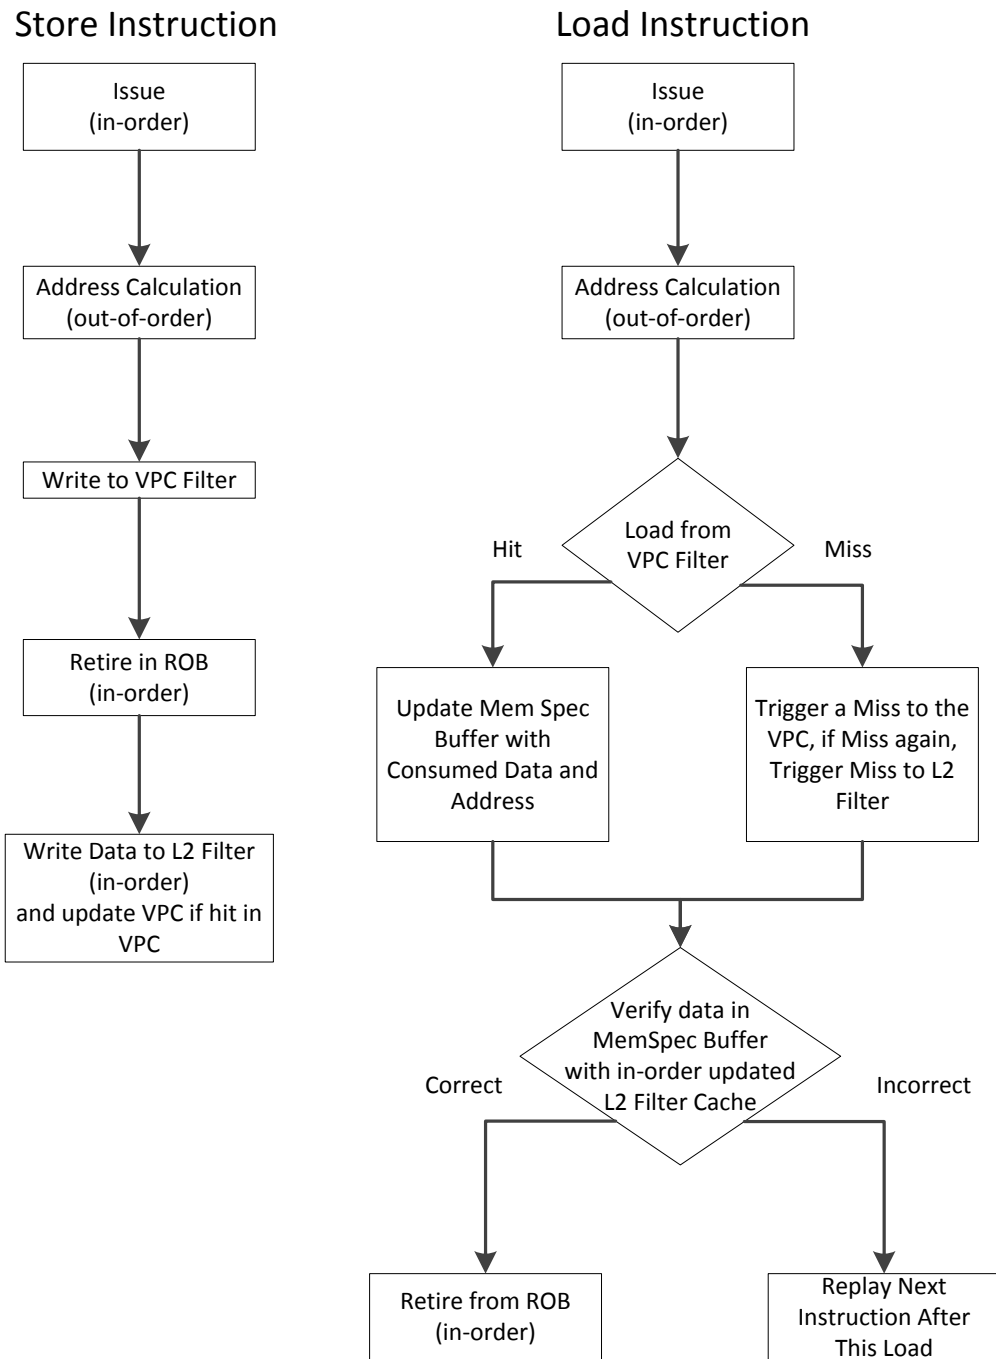 Store Instruction
Issue
(in-order)
Address Calculation
(out-of-order)
Write to VPC Filter
Retire in ROB
(in-order)
Write Data to L2 Filter
(in-order)
and update VPC if hit in
VPC
Load Instruction
Issue
(in-order)
Address Calculation
(out-of-order)
Load from
VPC Filter
Hit
Miss
Update Mem Spec
Buffer with
Consumed Data and
Address
Trigger a Miss to the
VPC, if Miss again,
Trigger Miss to L2
Filter
Verify data in
MemSpec Buffer
with in-order updated
L2 Filter Cache
Correct
Incorrect
Retire from ROB
(in-order)
Replay Next
Instruction After
This Load